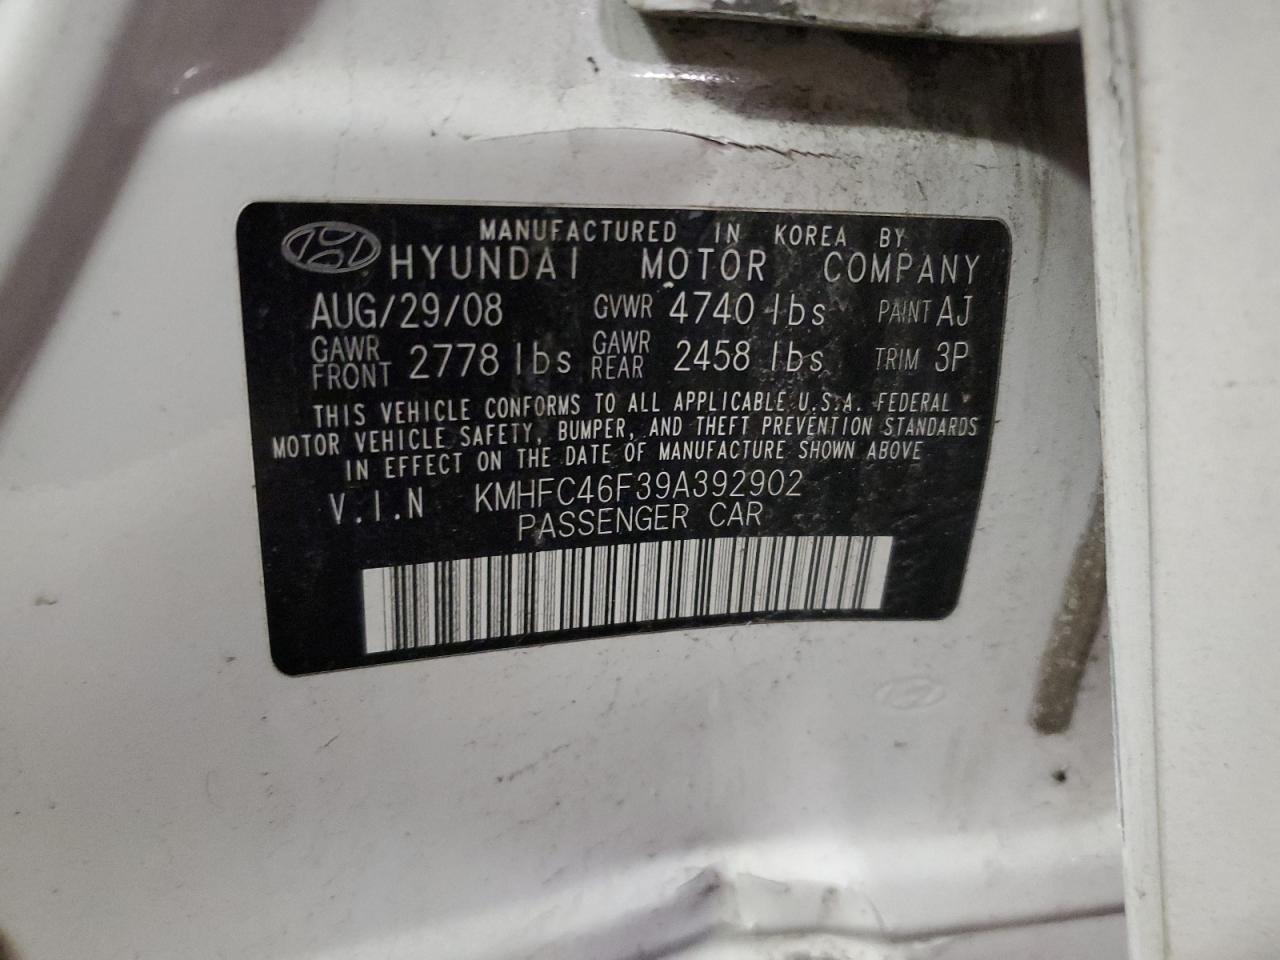 MANUFACTURED IN KOREA BY
HYUNDAI MOTOR COMPANY
AUG/29/08 GVWR 4740 lbs PAINT AJ
GAWR FRONT 2778 lbs GAWR REAR 2458 lbs TRIM 3P
THIS VEHICLE CONFORMS TO ALL APPLICABLE U.S.A. FEDERAL
MOTOR VEHICLE SAFETY, BUMPER, AND THEFT PREVENTION STANDARDS
IN EFFECT ON THE DATE OF MANUFACTURE SHOWN ABOVE
V.I.N KMHFC46F39A392902
PASSENGER CAR